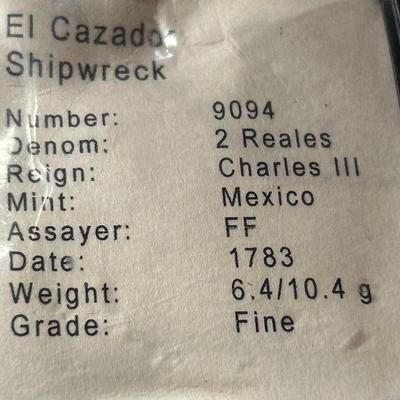 El Cazador
Shipwreck
Number: 9094
Denom: 2 Reales
Reign: Charles III
Mint: Mexico
Assayer: FF
Date: 1783
Weight: 6.4/10.4 g
Grade: Fine